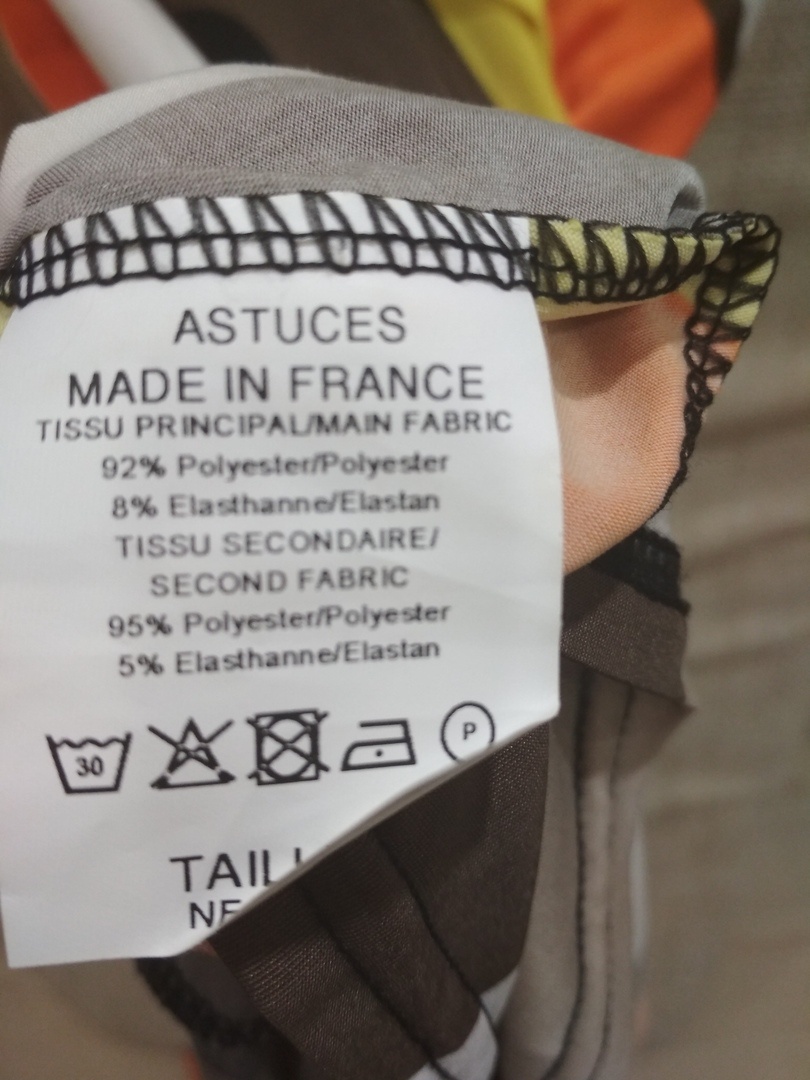 ASTUCES
MADE IN FRANCE
TISSU PRINCIPAL/MAIN FABRIC
92% Polyester/Polyester
8% Elasthanne/Elastan
TISSU SECONDAIRE/
SECOND FABRIC
95% Polyester/Polyester
5% Elasthanne/Elastan
30 P